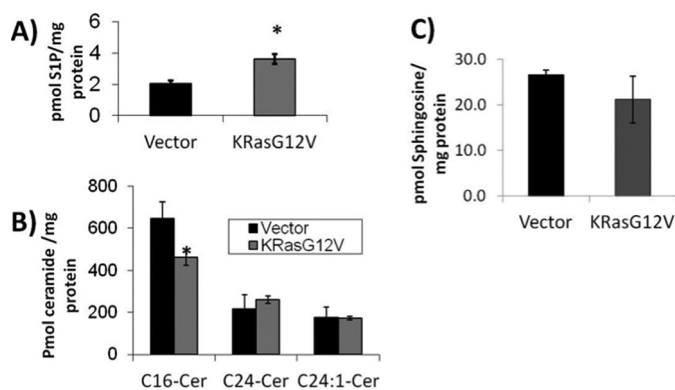 A)
pmol S1P/mg
protein
6
4
2
0
*
Vector KRasG12V
B)
Pmol ceramide /mg
protein
800
600
400
200
0
Vector
KRasG12V
*
C16-Cer C24-Cer C24:1-Cer
C)
pmol Sphingosine/
mg protein
30.0
20.0
10.0
0.0
Vector KRasG12V